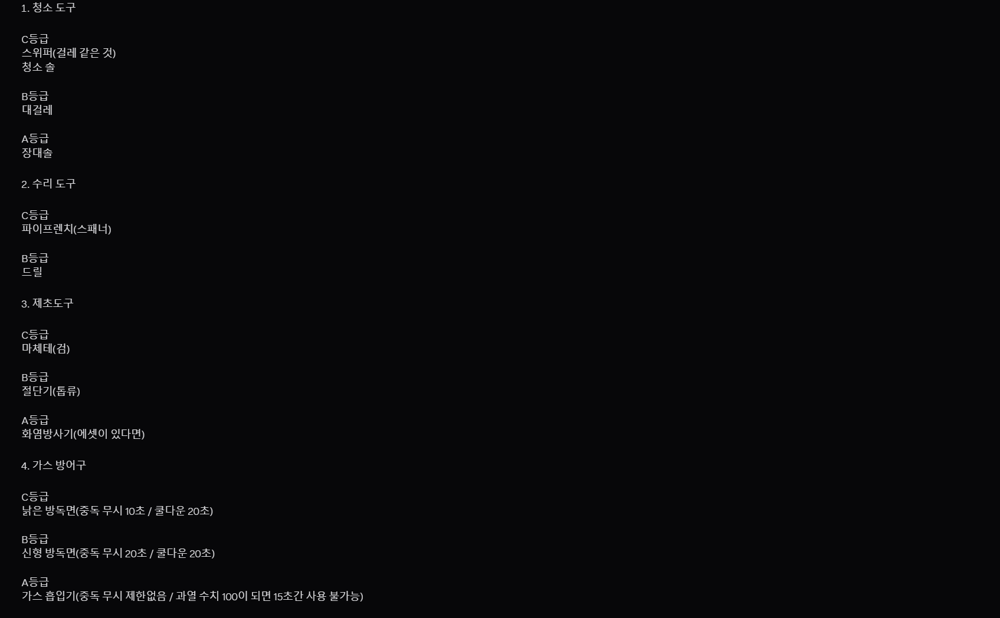 1. 청소 도구
C등급
스위퍼(걸레 같은 것)
청소 솔
B등급
대걸레
A등급
장대솔
2. 수리 도구
C등급
파이프렌치(스패너)
B등급
드릴
3. 제초도구
C등급
마체테(검)
B등급
절단기(톱류)
A등급
화염방사기(에셋이 있다면)
4. 가스 방어구
C등급
낡은 방독면(중독 무시 10초 / 쿨다운 20초)
B등급
신형 방독면(중독 무시 20초 / 쿨다운 20초)
A등급
가스 흡입기(중독 무시 제한없음 / 과열 수치 100이 되면 15초간 사용 불가능)